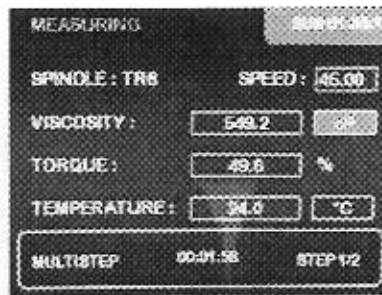 MEASURING
SPINDLE : TR8 SPEED : 45.00
VISCOSITY : 549.2 cP
TORQUE : 49.6 %
TEMPERATURE : 24.0 °C
MULTISTEP 00:01:58 STEP 1/2